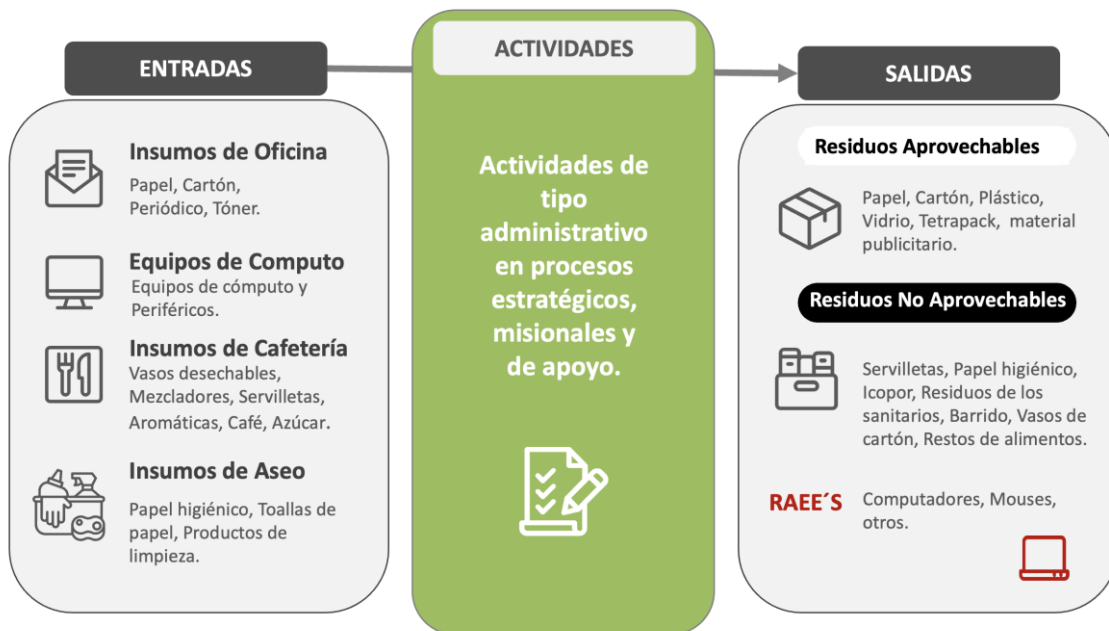 ENTRADAS
Insumos de Oficina
Papel, Cartón,
Periódico, Tóner.
Equipos de Computo
Equipos de cómputo y
Periféricos.
Insumos de Cafetería
Vasos desechables,
Mezcladores, Servilletas,
Aromáticas, Café, Azúcar.
Insumos de Aseo
Papel higiénico, Toallas de
papel, Productos de
limpieza.
ACTIVIDADES
Actividades de
tipo
administrativo
en procesos
estratégicos,
misionales y
de apoyo.
SALIDAS
Residuos Aprovechables
Papel, Cartón, Plástico,
Vidrio, Tetrapack, material
publicitario.
Residuos No Aprovechables
Servilletas, Papel higiénico,
Icopor, Residuos de los
sanitarios, Barrido, Vasos de
cartón, Restos de alimentos.
RAEE´S
Computadores, Mouses,
otros.